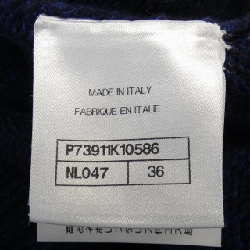 MADE IN ITALY
FABRIQUE EN ITALIE
P73911K10586
NL047 36